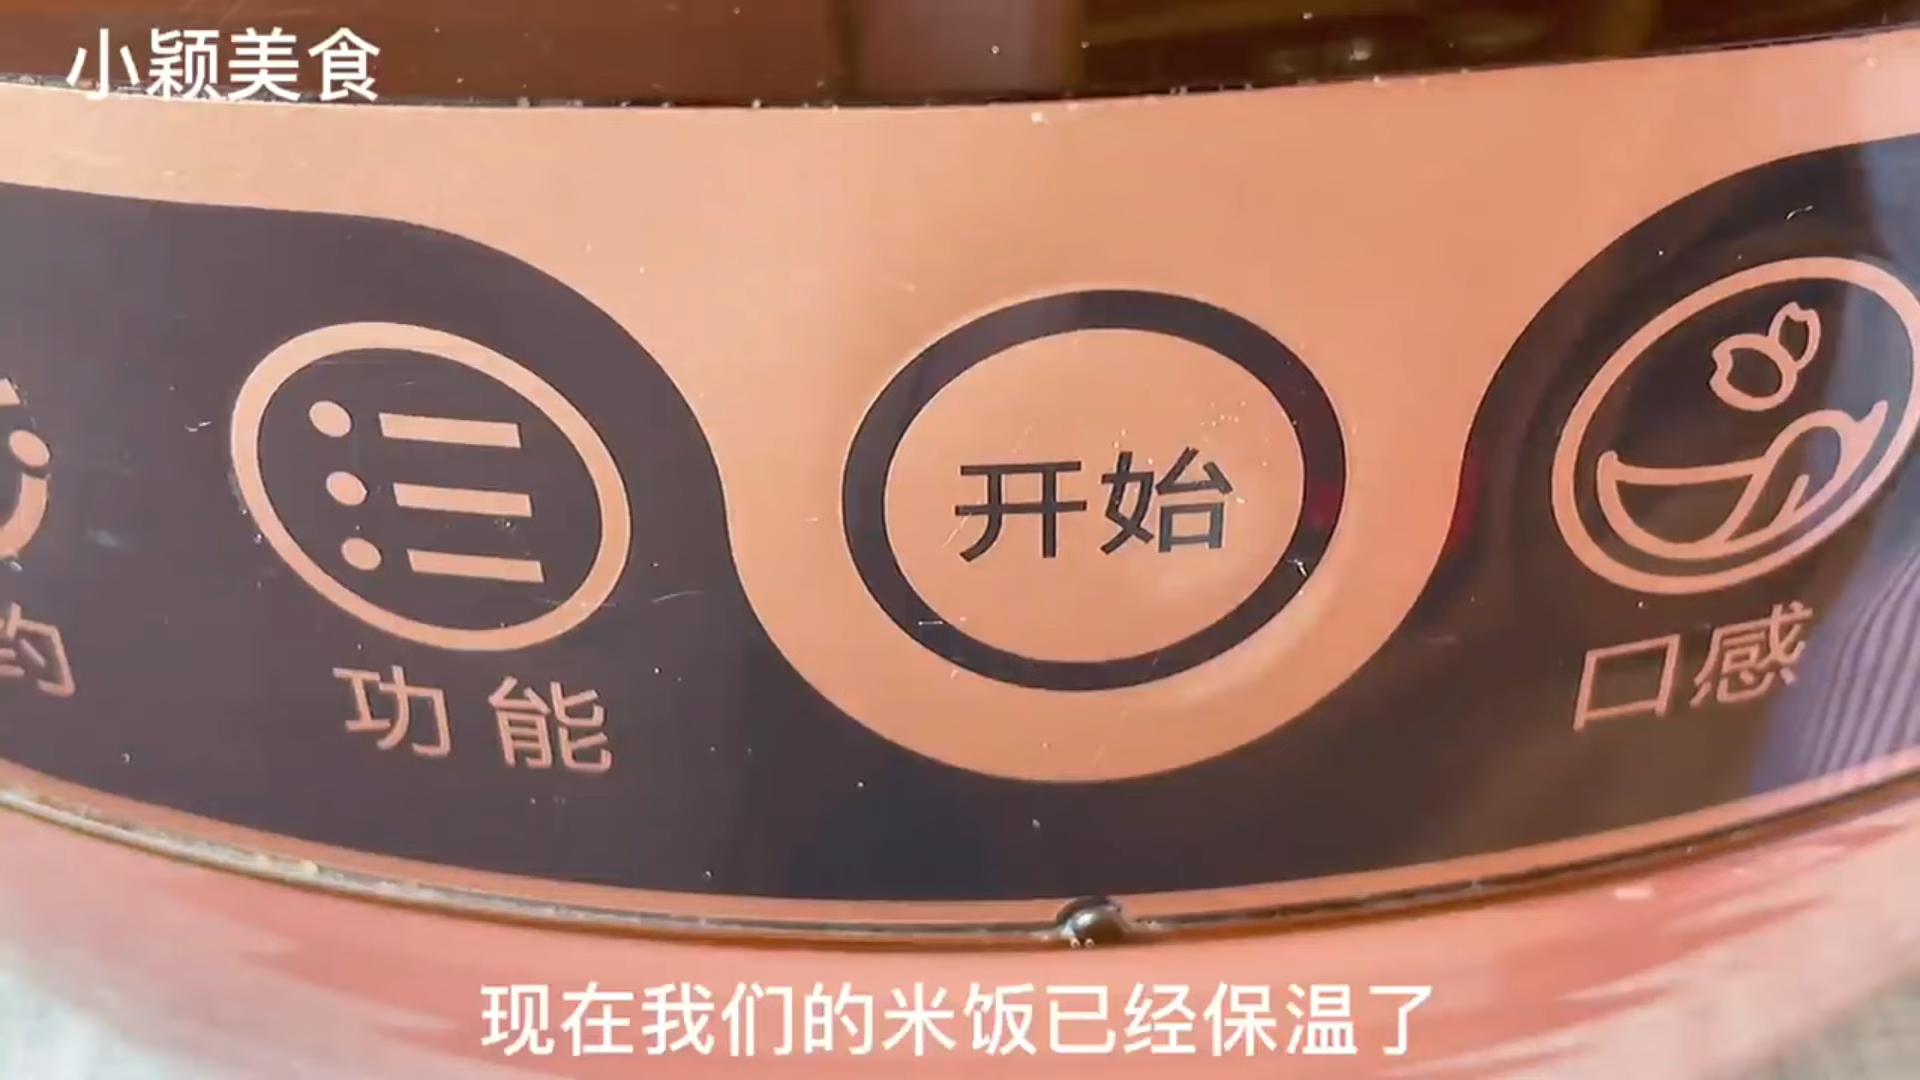 小颖美食
开始
功能
口感
现在我们的米饭已经保温了